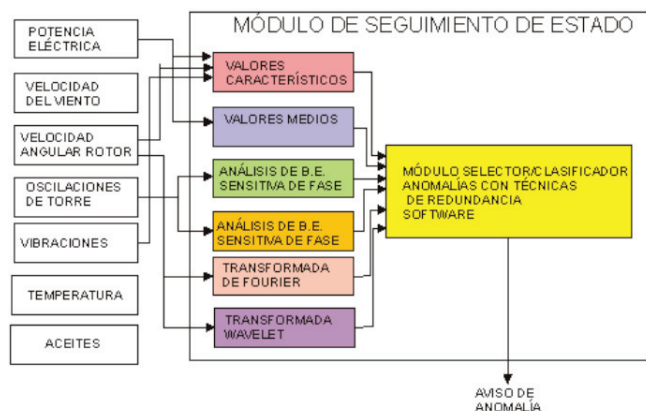 MÓDULO DE SEGUIMIENTO DE ESTADO
POTENCIA
ELÉCTRICA
VELOCIDAD
DEL VIENTO
VELOCIDAD
ANGULAR ROTOR
OSCILACIONES
DE TORRE
VIBRACIONES
TEMPERATURA
ACEITES
VALORES
CARACTERÍSTICOS
VALORES MEDIOS
ANÁLISIS DE B.E.
SENSITIVA DE FASE
ANÁLISIS DE B.E.
SENSITIVA DE FASE
TRANSFORMADA
DE FOURIER
TRANSFORMADA
WAVELET
MÓDULO SELECTOR/CLASIFICADOR
ANOMALÍAS CON TÉCNICAS
DE REDUNDANCIA
SOFTWARE
AVISO DE
ANOMALÍA